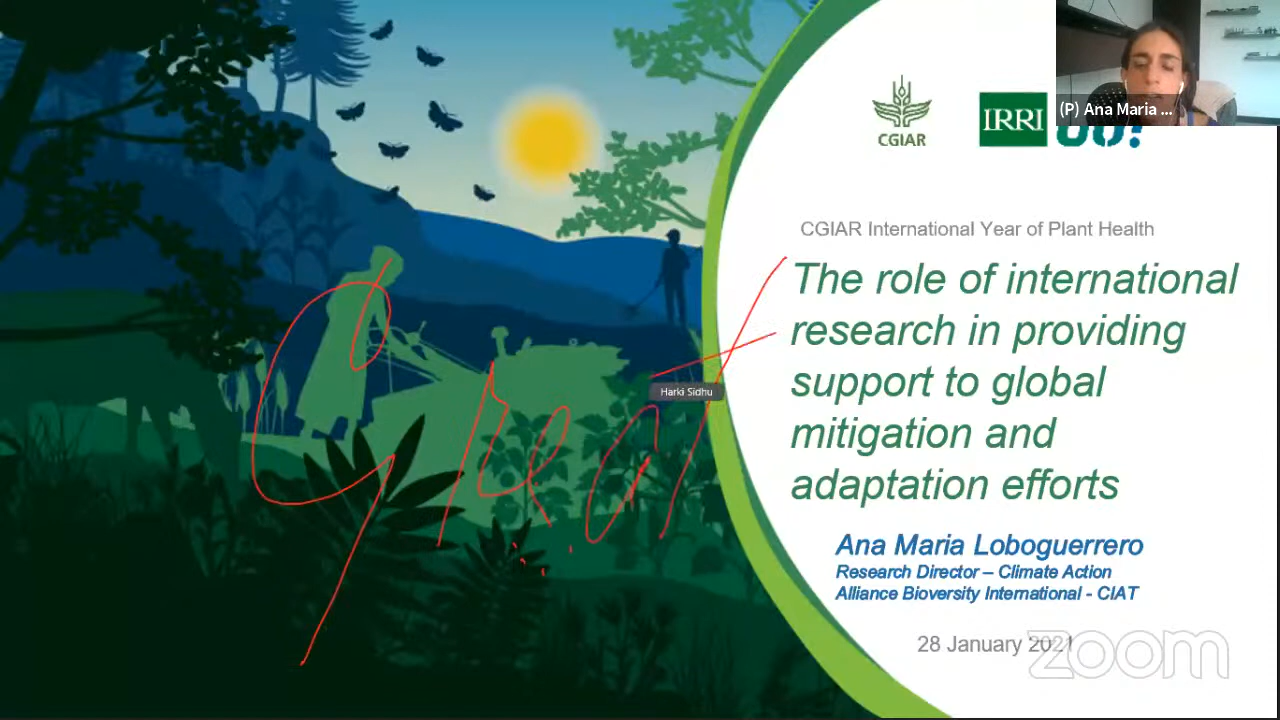 (P) Ana Maria ...
CGIAR
IRRI
60!
CGIAR International Year of Plant Health
The role of international
research in providing
support to global
mitigation and
adaptation efforts
Great
Harki Sidhu
Ana Maria Loboguerrero
Research Director – Climate Action
Alliance Bioversity International - CIAT
28 January 2021
zoom